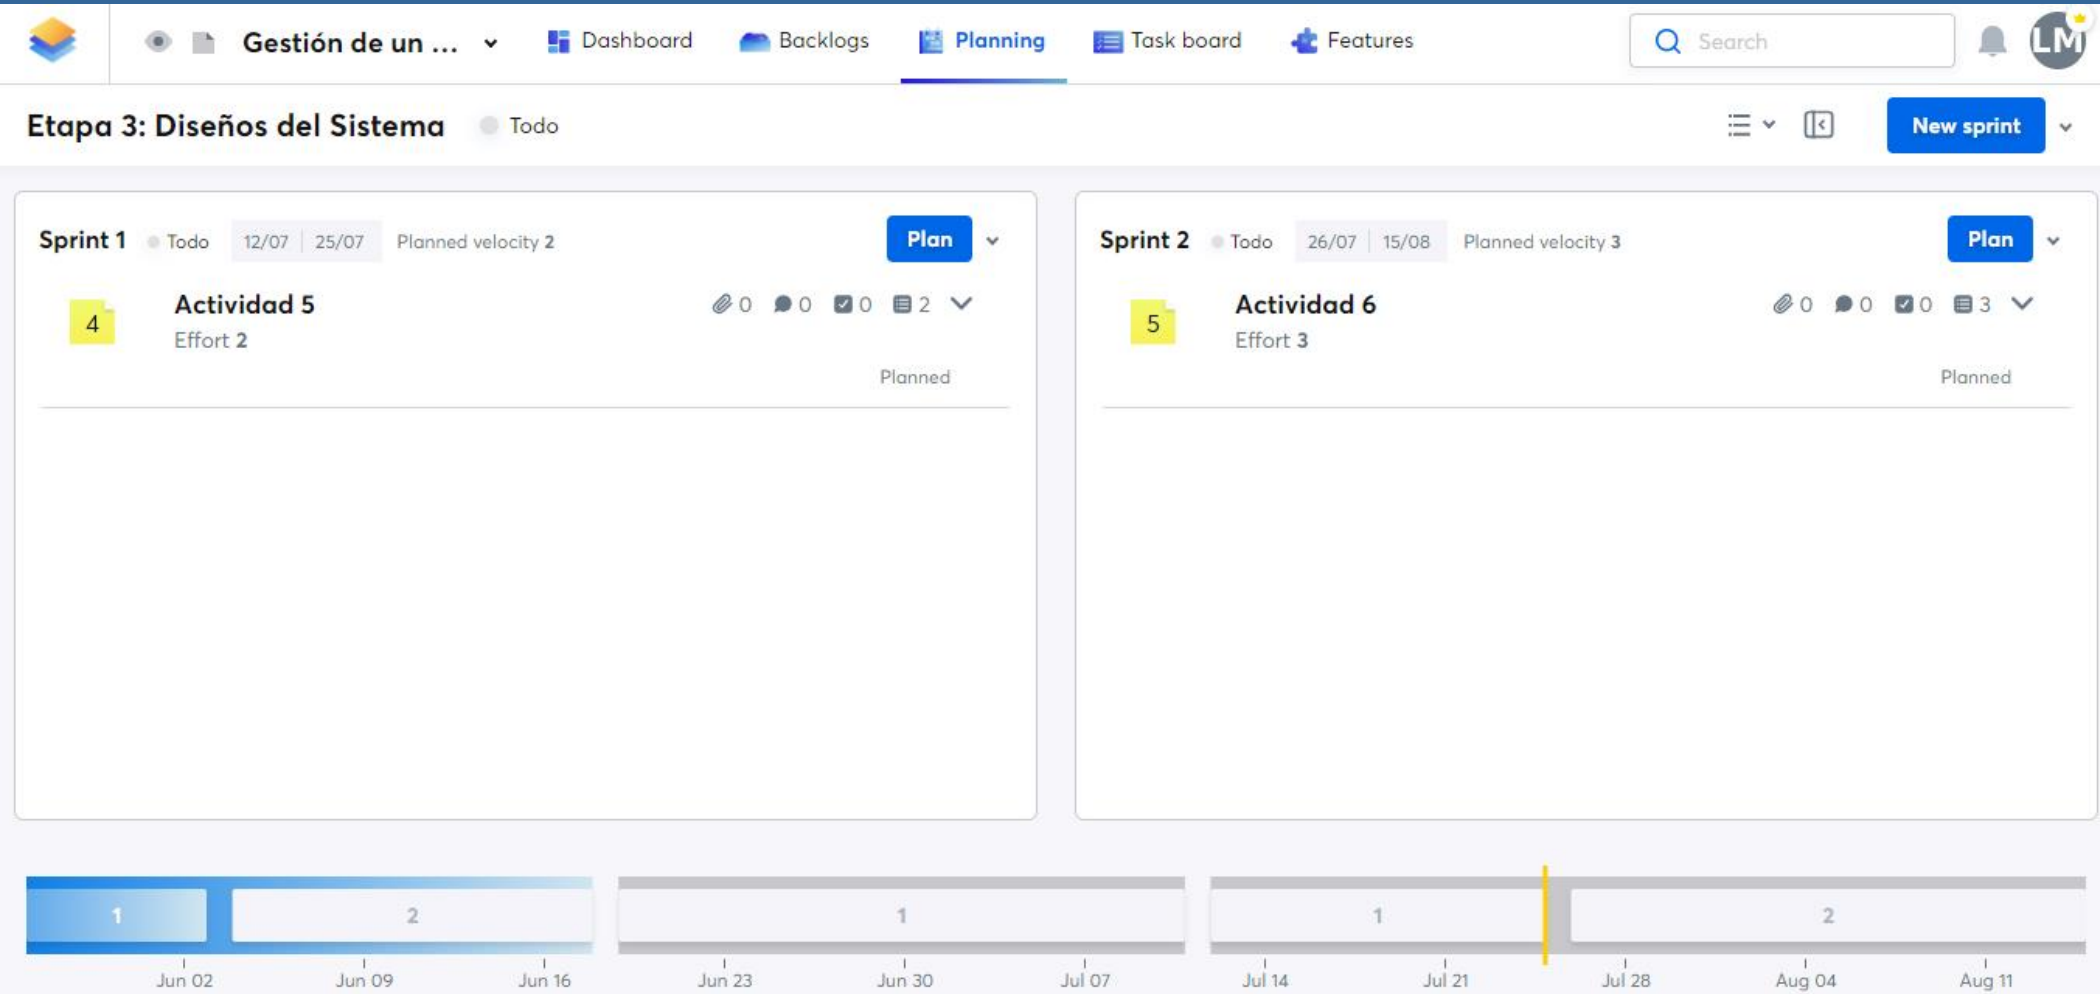 Gestión de un ... Dashboard Backlogs Planning Task board Features Search LM
Etapa 3: Diseños del Sistema Todo New sprint
Sprint 1 Todo 12/07 25/07 Planned velocity 2 Plan
4 Actividad 5 0 0 0 2
Effort 2
Planned
Sprint 2 Todo 26/07 15/08 Planned velocity 3 Plan
5 Actividad 6 0 0 0 3
Effort 3
Planned
1 2 1 1 2
Jun 02 Jun 09 Jun 16 Jun 23 Jun 30 Jul 07 Jul 14 Jul 21 Jul 28 Aug 04 Aug 11